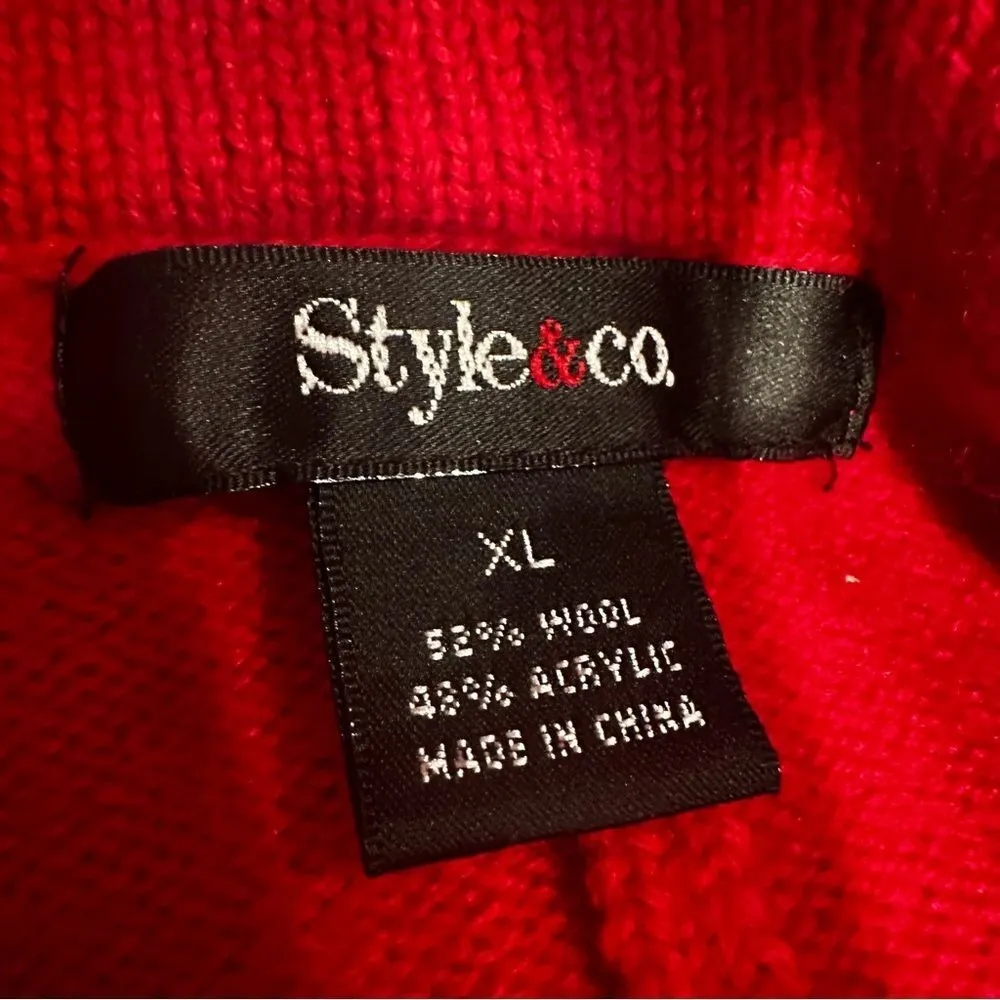 Style&co.
XL
52% WOOL
48% ACRYLIC
MADE IN CHINA